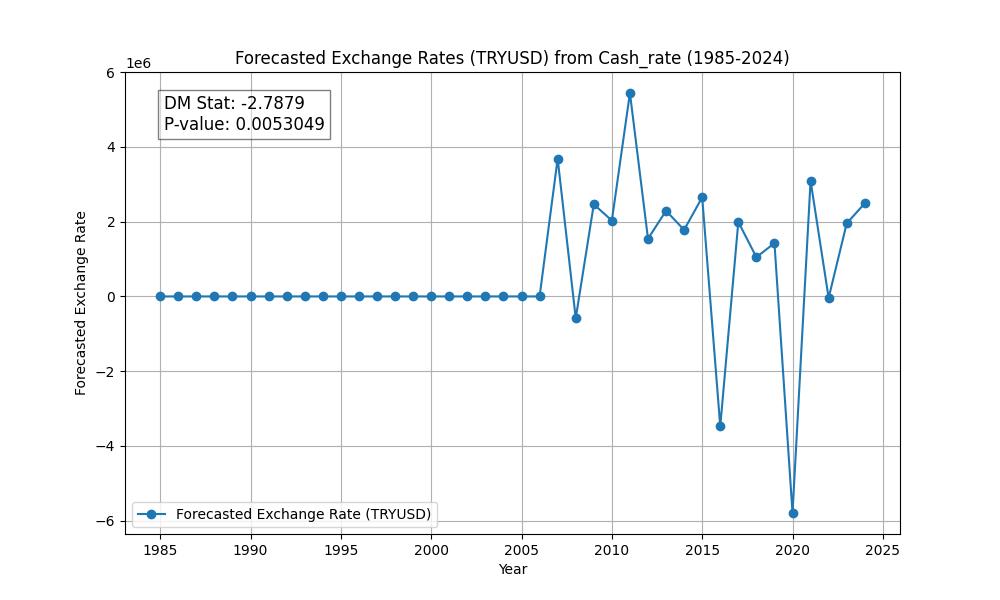 Forecasted Exchange Rates (TRYUSD) from Cash_rate (1985-2024)
1e6
DM Stat: -2.7879
P-value: 0.0053049
6
4
2
0
−2
−4
−6
Forecasted Exchange Rate
Forecasted Exchange Rate (TRYUSD)
1985 1990 1995 2000 2005 2010 2015 2020 2025
Year